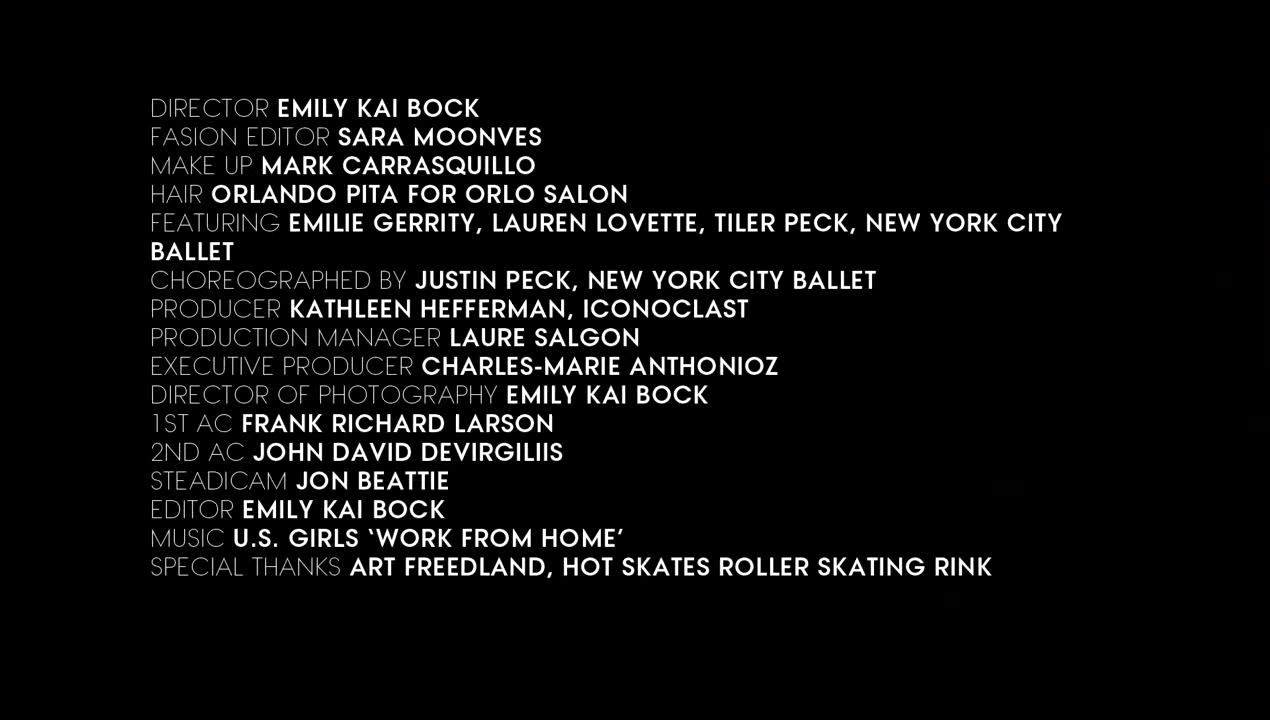 DIRECTOR EMILY KAI BOCK
FASION EDITOR SARA MOONVES
MAKE UP MARK CARRASQUILLO
HAIR ORLANDO PITA FOR ORLO SALON
FEATURING EMILIE GERRITY, LAUREN LOVETTE, TILER PECK, NEW YORK CITY
BALLET
CHOREOGRAPHED BY JUSTIN PECK, NEW YORK CITY BALLET
PRODUCER KATHLEEN HEFFERMAN, ICONOCLAST
PRODUCTION MANAGER LAURE SALGON
EXECUTIVE PRODUCER CHARLES-MARIE ANTHONIOZ
DIRECTOR OF PHOTOGRAPHY EMILY KAI BOCK
1ST AC FRANK RICHARD LARSON
2ND AC JOHN DAVID DEVIRGILIIS
STEADICAM JON BEATTIE
EDITOR EMILY KAI BOCK
MUSIC U.S. GIRLS ‘WORK FROM HOME’
SPECIAL THANKS ART FREEDLAND, HOT SKATES ROLLER SKATING RINK